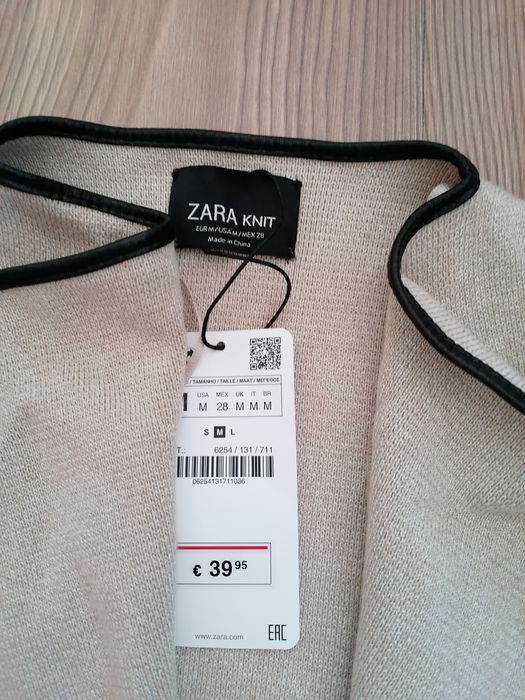 ZARA KNIT
EUR M / USA M / MEX 28
Made in China
/ TAMANHO / TAILLE / MAAT / ΜΕΓΕΘΟΣ
USA MEX UK IT BR
M 28 M M M
S M L
T.: 6254 / 131 / 711
06254131711036
€ 39 95
www.zara.com
EAC